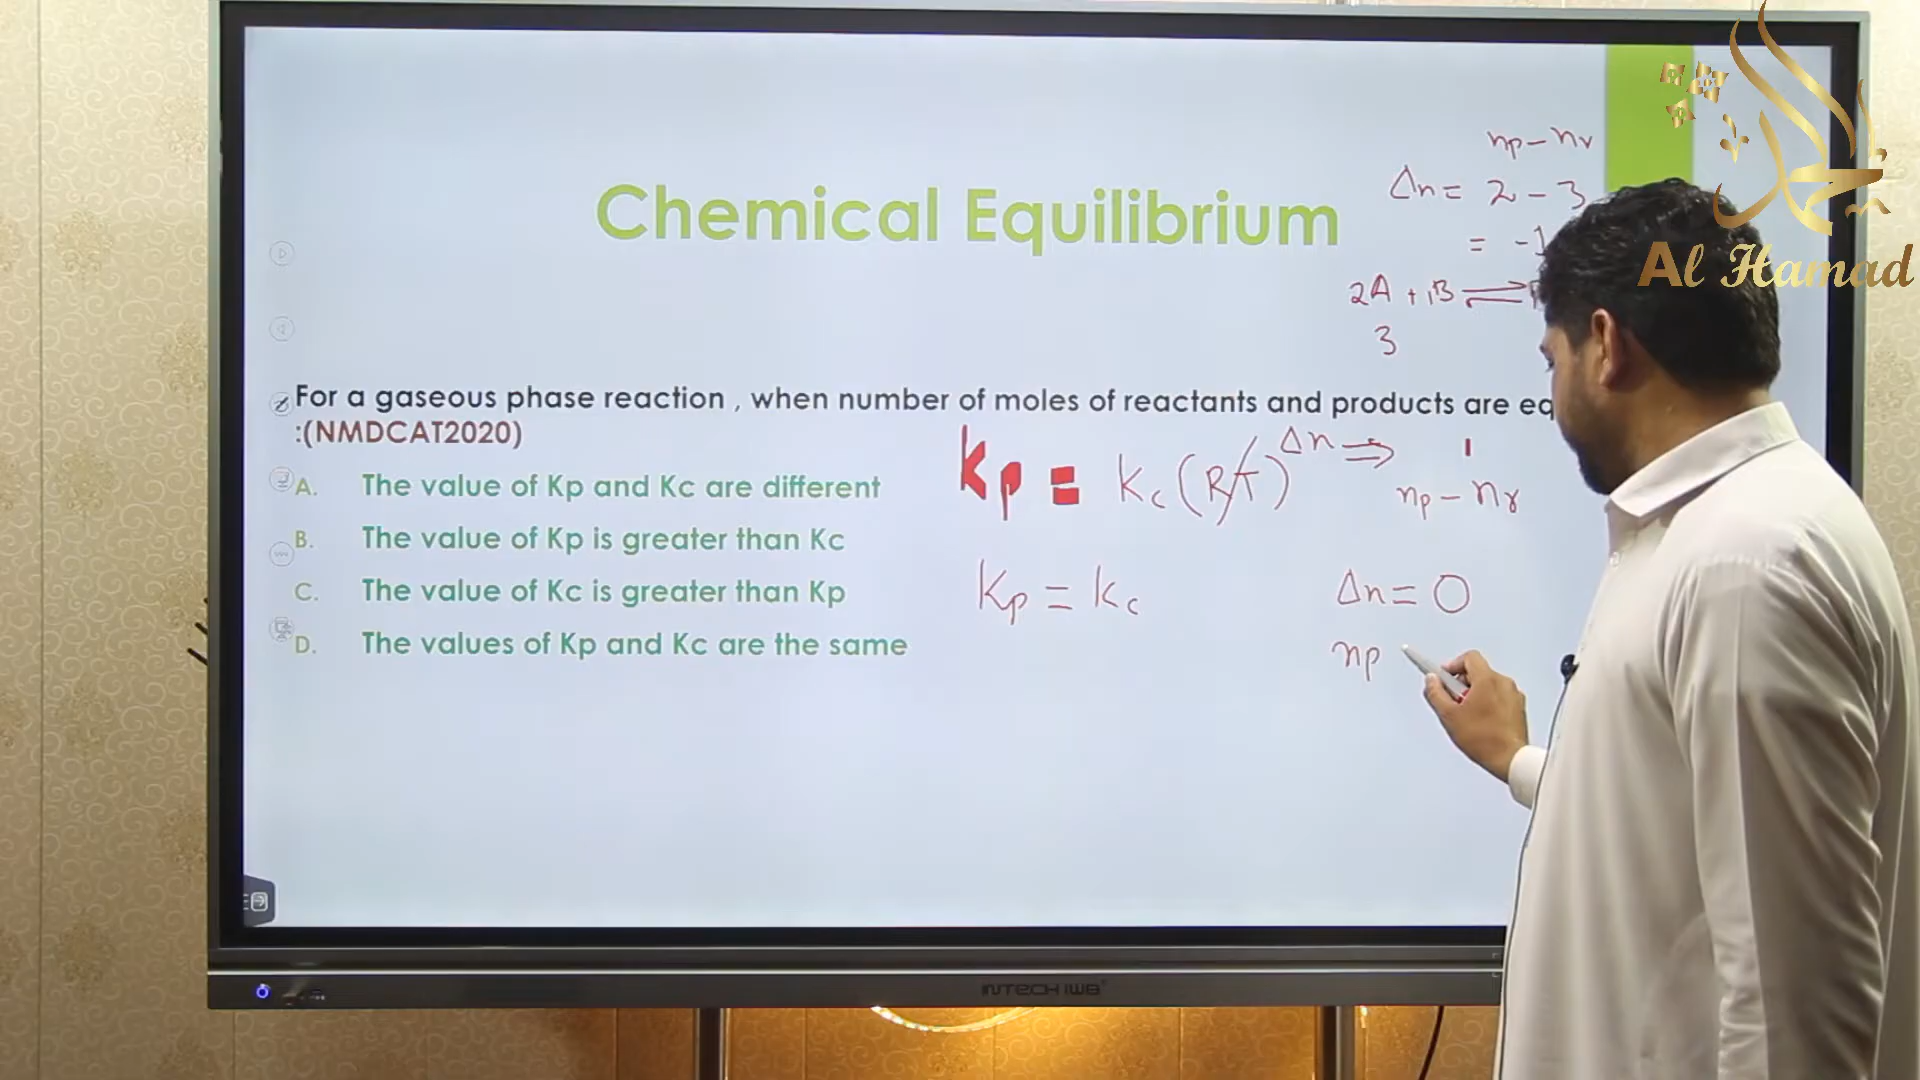 np - nr
Δn = 2 - 3
= -1
2A + 1B ⇌
3
Chemical Equilibrium
Al Hamad
For a gaseous phase reaction , when number of moles of reactants and products are eq
:(NMDCAT2020)
A. The value of Kp and Kc are different
B. The value of Kp is greater than Kc
C. The value of Kc is greater than Kp
D. The values of Kp and Kc are the same
Kp = Kc (RT)^Δn ⇒ np - nr
Kp = Kc
Δn = 0
np
INTECH IWB